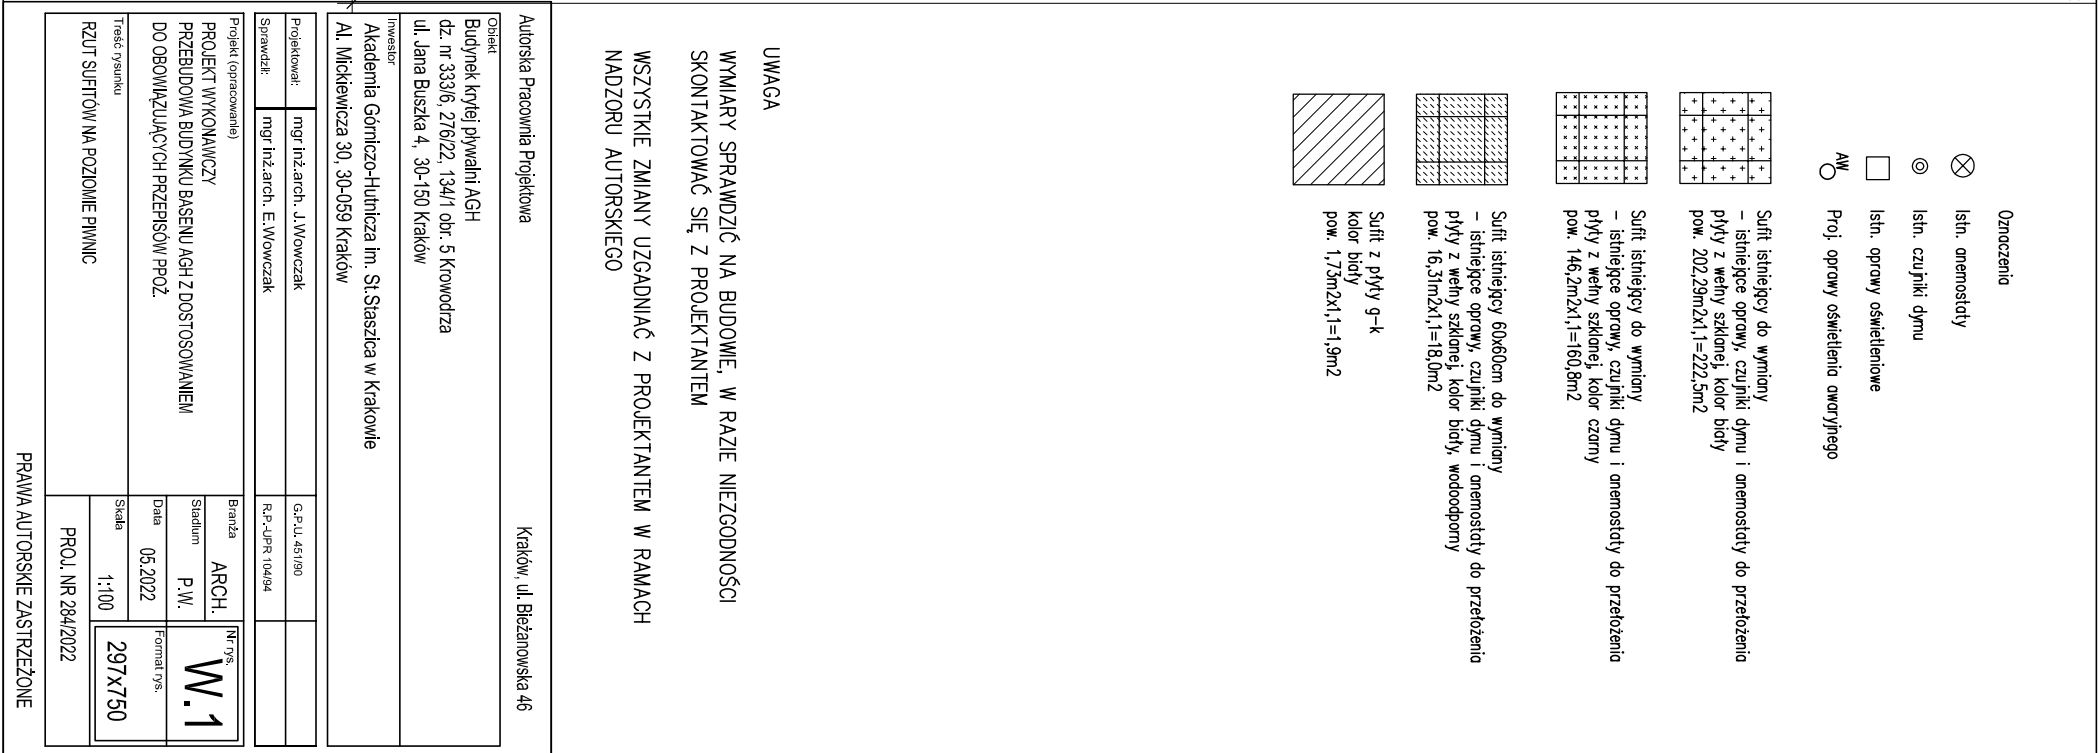 Oznaczenia
Istn. anemostaty
Istn. czujniki dymu
Istn. oprawy oświetleniowe
AW
Proj. oprawy oświetlenia awaryjnego
Sufit istniejący do wymiany
– istniejące oprawy, czujniki dymu i anemostaty do przełożenia
płyty z wełny szklanej, kolor biały
pow. 202,29m2x1,1=222,5m2
Sufit istniejący do wymiany
– istniejące oprawy, czujniki dymu i anemostaty do przełożenia
płyty z wełny szklanej, kolor czarny
pow. 146,2m2x1,1=160,8m2
Sufit istniejący 60x60cm do wymiany
– istniejące oprawy, czujniki dymu i anemostaty do przełożenia
płyty z wełny szklanej, kolor biały, wodoodporny
pow. 16,31m2x1,1=18,0m2
Sufit z płyty g–k
kolor biały
pow. 1,73m2x1,1=1,9m2
UWAGA
WYMIARY SPRAWDZIĆ NA BUDOWIE, W RAZIE NIEZGODNOŚCI
SKONTAKTOWAĆ SIĘ Z PROJEKTANTEM
WSZYSTKIE ZMIANY UZGADNIAĆ Z PROJEKTANTEM W RAMACH
NADZORU AUTORSKIEGO
Autorska Pracownia Projektowa Kraków, ul. Bieżanowska 46
Obiekt
Budynek krytej pływalni AGH
dz. nr 333/6, 276/22, 134/1 obr. 5 Krowodrza
ul. Jana Buszka 4, 30-150 Kraków
Inwestor
Akademia Górniczo-Hutnicza im. St.Staszica w Krakowie
Al. Mickiewicza 30, 30-059 Kraków
Projektował: mgr inż.arch. J.Wowczak G.P.U. 451/90
Sprawdził: mgr inż.arch. E.Wowczak R.P.-UPR 104/94
Projekt (opracowanie)
PROJEKT WYKONAWCZY
PRZEBUDOWA BUDYNKU BASENU AGH Z DOSTOSOWANIEM
DO OBOWIĄZUJĄCYCH PRZEPISÓW PPOŻ.
Treść rysunku
RZUT SUFITÓW NA POZIOMIE PIWNIC
Branża
ARCH.
Stadium
P.W.
Data
05.2022
Skala
1:100
Nr rys.
W.1
Format rys.
297x750
PROJ. NR 284/2022
PRAWA AUTORSKIE ZASTRZEŻONE